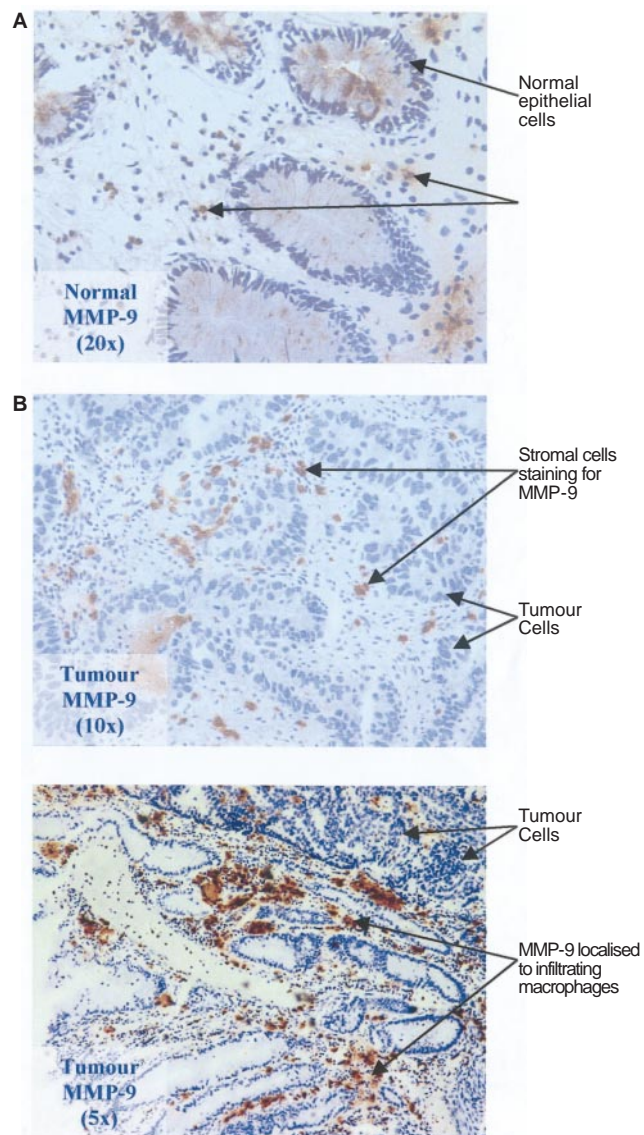 A
Normal
epithelial
cells
Normal
MMP-9
(20x)
B
Stromal cells
staining for
MMP-9
Tumour
Cells
Tumour
MMP-9
(10x)
Tumour
Cells
MMP-9 localised
to infiltrating
macrophages
Tumour
MMP-9
(5x)